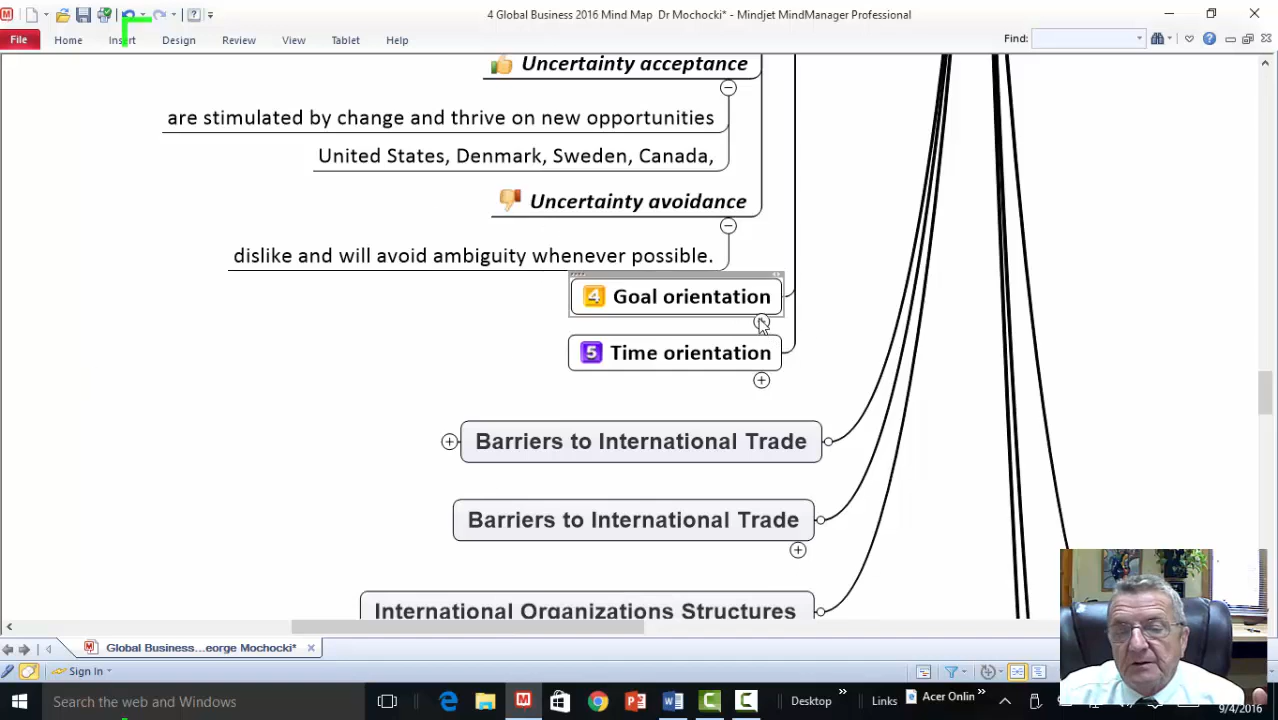 4 Global Business 2016 Mind Map Dr Mochocki* - Mindjet MindManager Professional
File Home Insert Design Review View Tablet Help Find:
Uncertainty acceptance
are stimulated by change and thrive on new opportunities
United States, Denmark, Sweden, Canada,
Uncertainty avoidance
dislike and will avoid ambiguity whenever possible.
4 Goal orientation
5 Time orientation
Barriers to International Trade
Barriers to International Trade
International Organizations Structures
Global Business...eorge Mochocki*
Sign In
Search the web and Windows Desktop Links Acer Onlin
9/4/2016